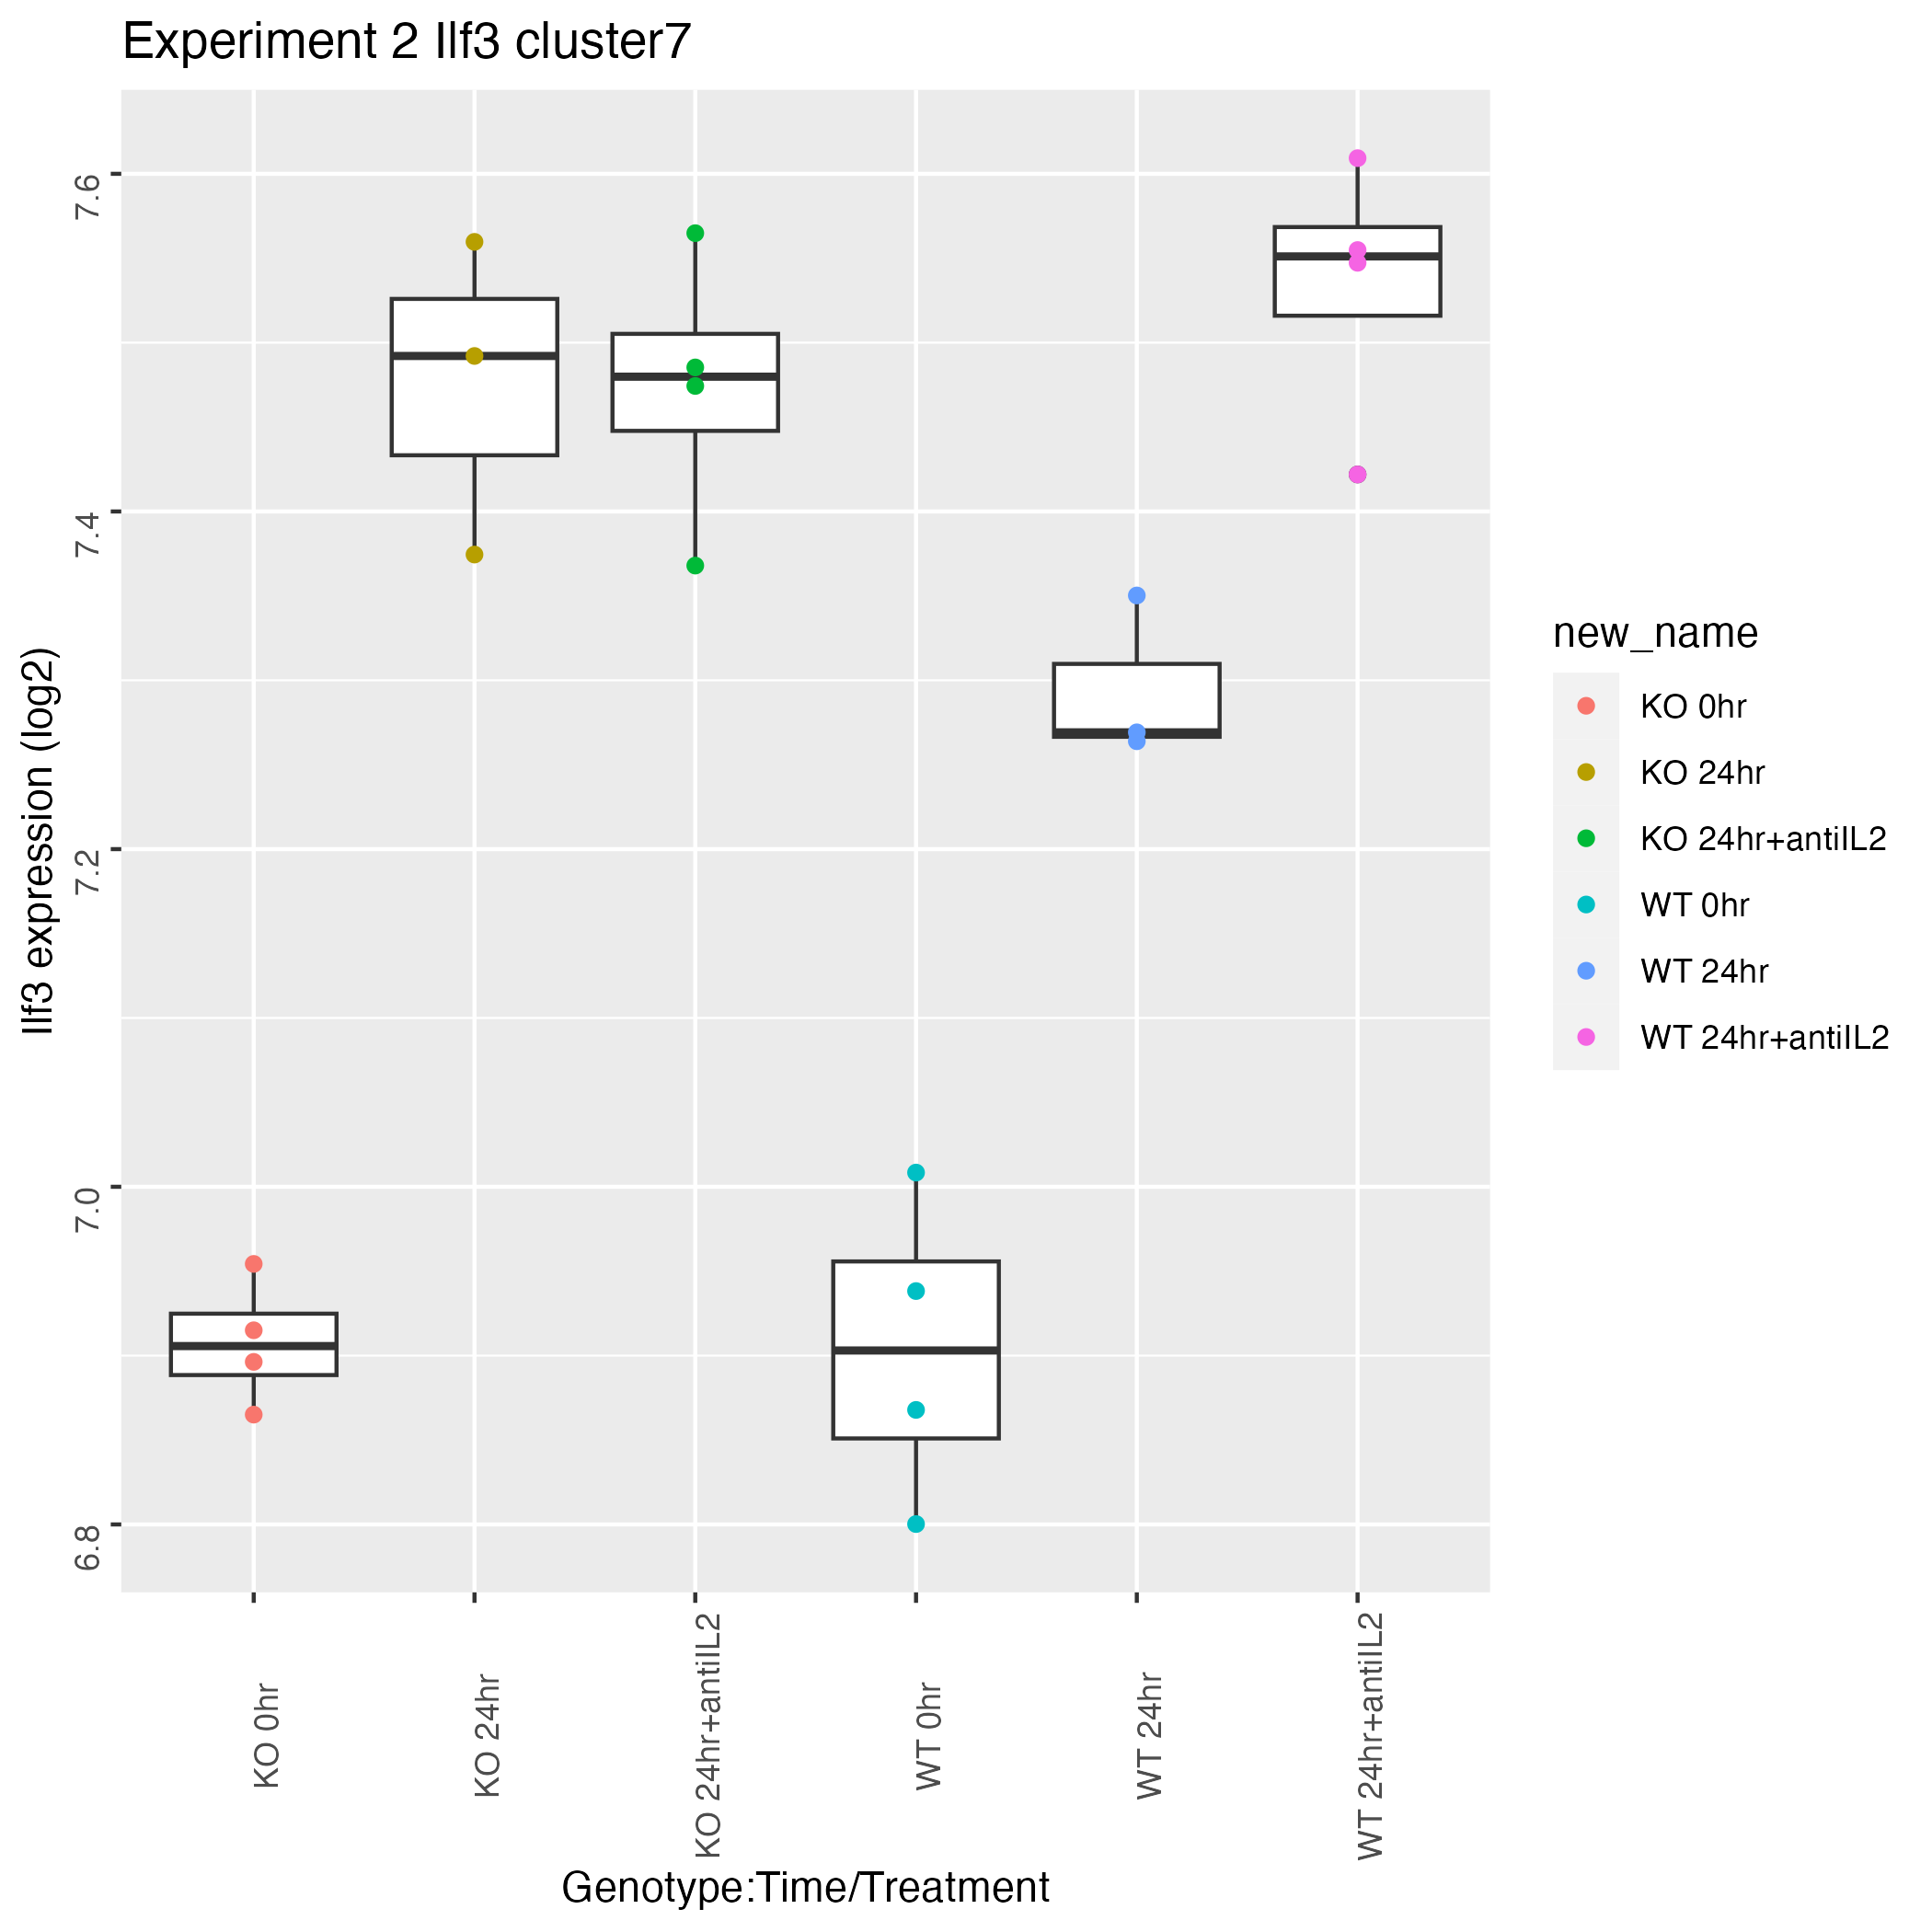 Experiment 2 Ilf3 cluster7
Ilf3 expression (log2)
7.6
7.4
7.2
7.0
6.8
KO 0hr
KO 24hr
KO 24hr+antiIL2
WT 0hr
WT 24hr
WT 24hr+antiIL2
Genotype:Time/Treatment
new_name
KO 0hr
KO 24hr
KO 24hr+antiIL2
WT 0hr
WT 24hr
WT 24hr+antiIL2